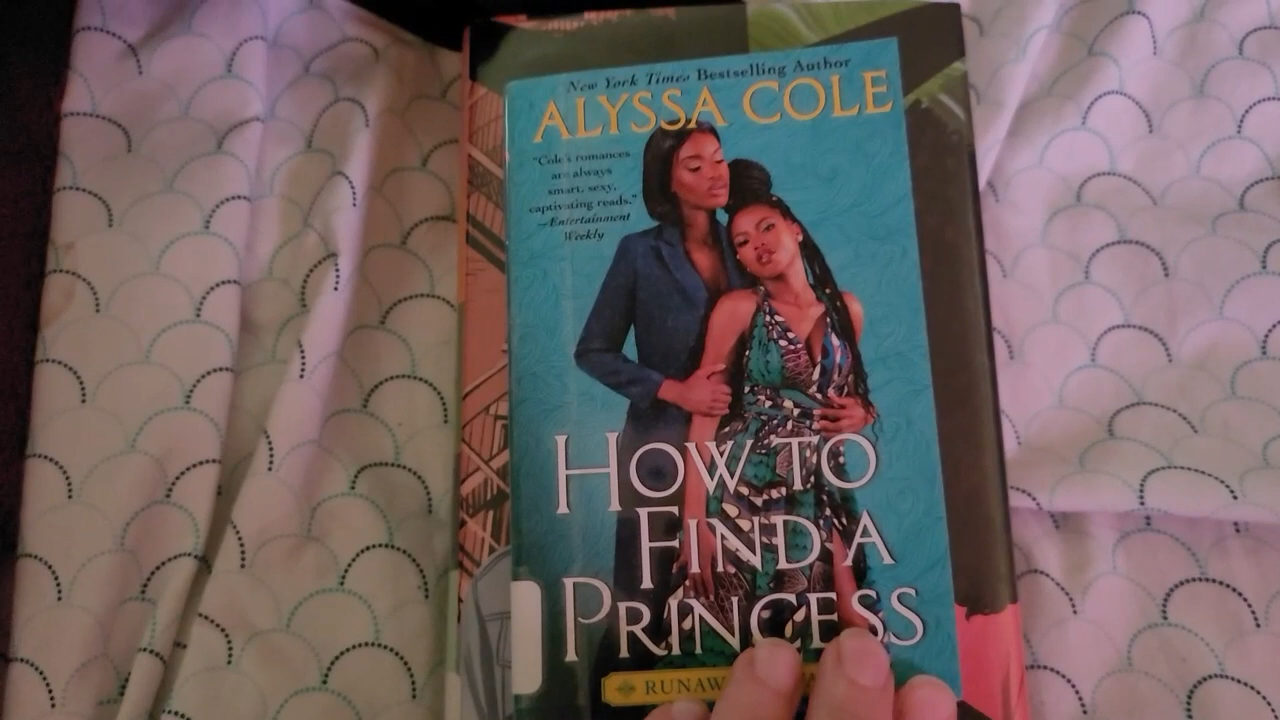 New York Times Bestselling Author
ALYSSA COLE
"Cole's romances
are always
smart, sexy,
captivating reads."
—Entertainment
Weekly
HOW TO
FIND A
PRINCESS